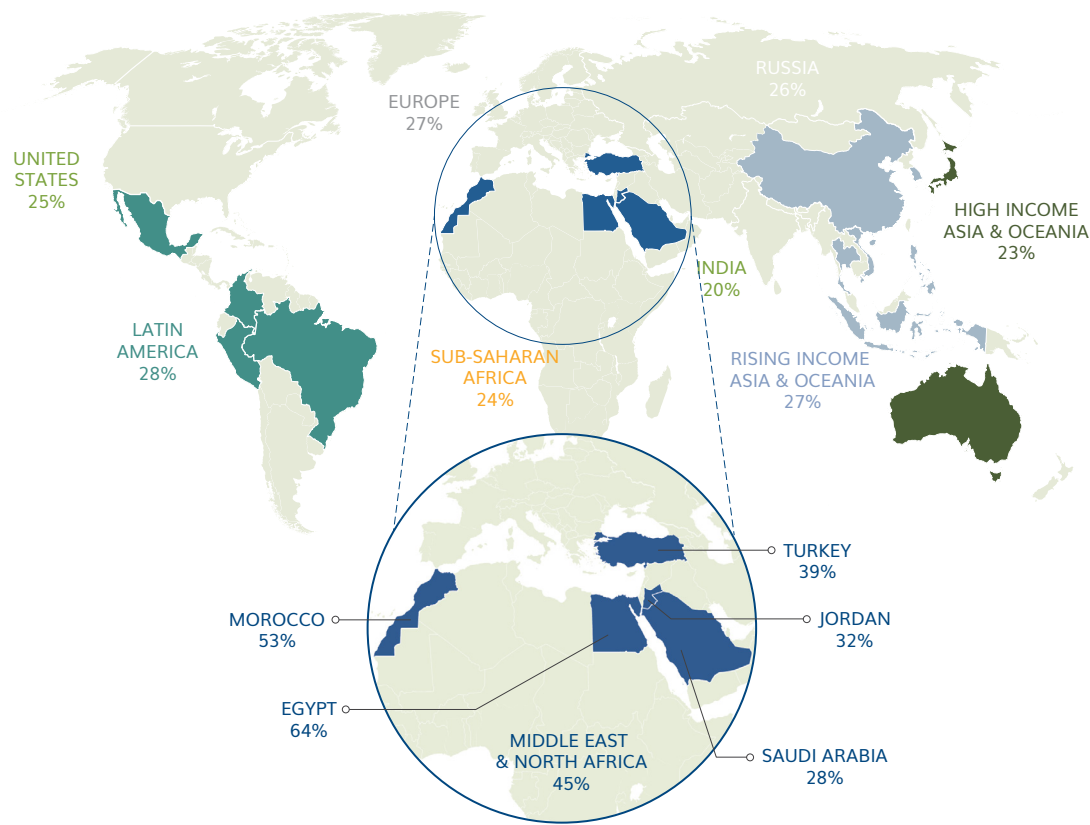 RUSSIA
26%
EUROPE
27%
UNITED
STATES
25%
HIGH INCOME
ASIA & OCEANIA
23%
INDIA
20%
LATIN
AMERICA
28%
SUB-SAHARAN
AFRICA
24%
RISING INCOME
ASIA & OCEANIA
27%
TURKEY
39%
MOROCCO
53%
JORDAN
32%
EGYPT
64%
MIDDLE EAST
& NORTH AFRICA
45%
SAUDI ARABIA
28%